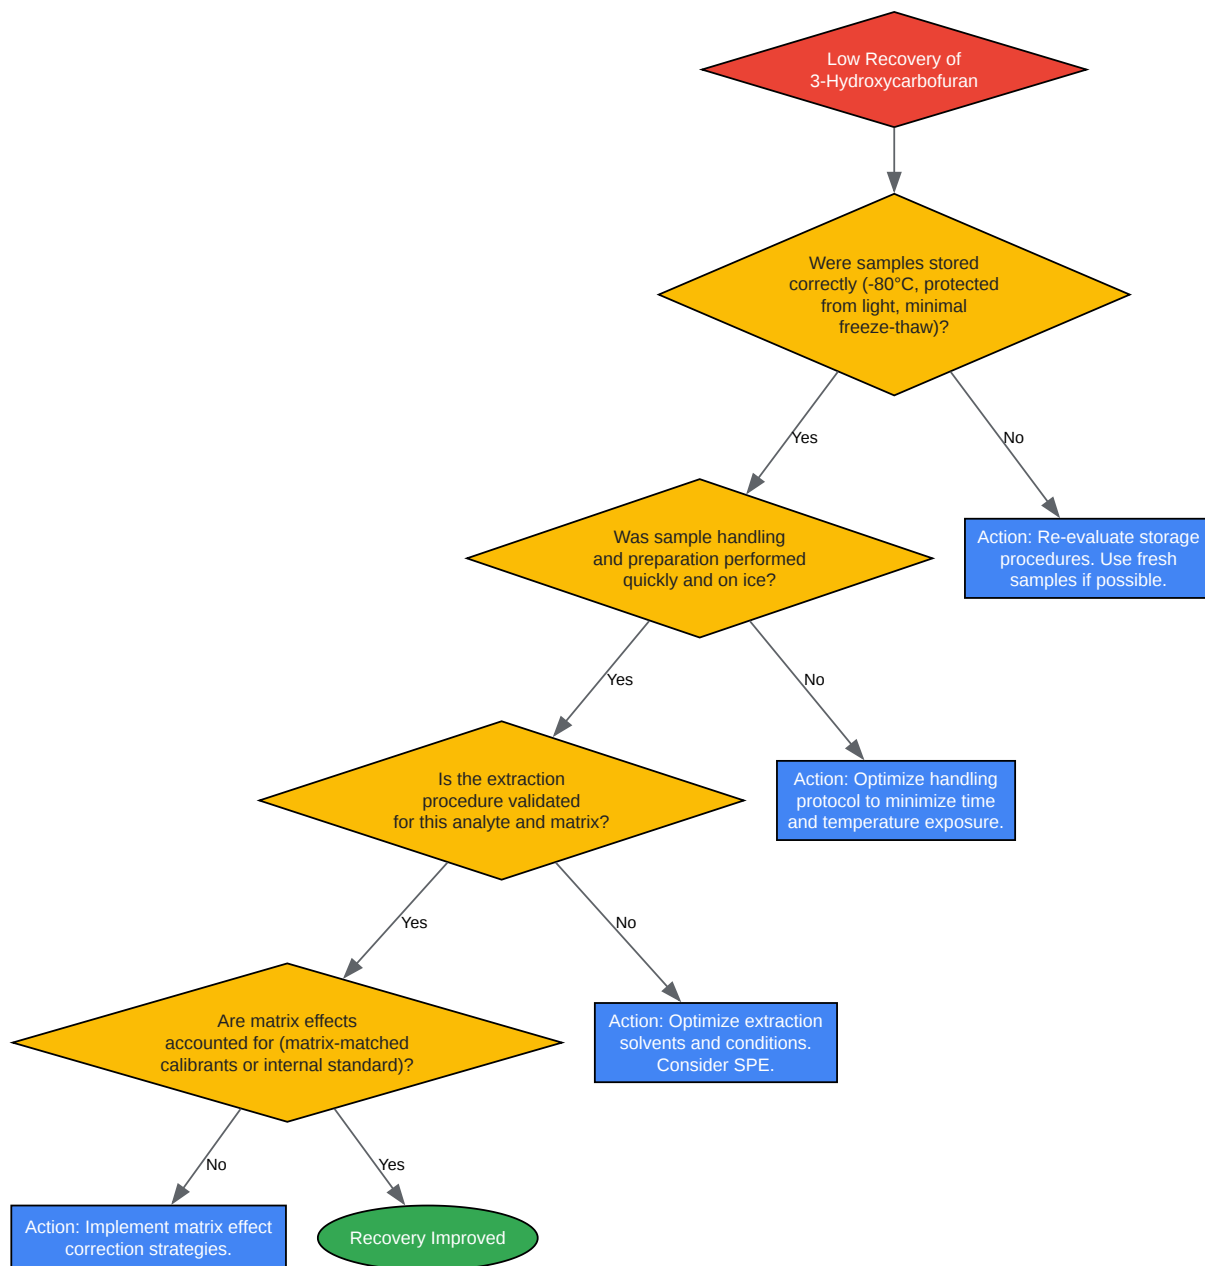 Low Recovery of
3-Hydroxycarbofuran
Were samples stored
correctly (-80°C, protected
from light, minimal
freeze-thaw)?
Yes
No
Was sample handling
and preparation performed
quickly and on ice?
Action: Re-evaluate storage
procedures. Use fresh
samples if possible.
Yes
No
Is the extraction
procedure validated
for this analyte and matrix?
Action: Optimize handling
protocol to minimize time
and temperature exposure.
Yes
No
Are matrix effects
accounted for (matrix-matched
calibrants or internal standard)?
Action: Optimize extraction
solvents and conditions.
Consider SPE.
No
Yes
Action: Implement matrix effect
correction strategies.
Recovery Improved